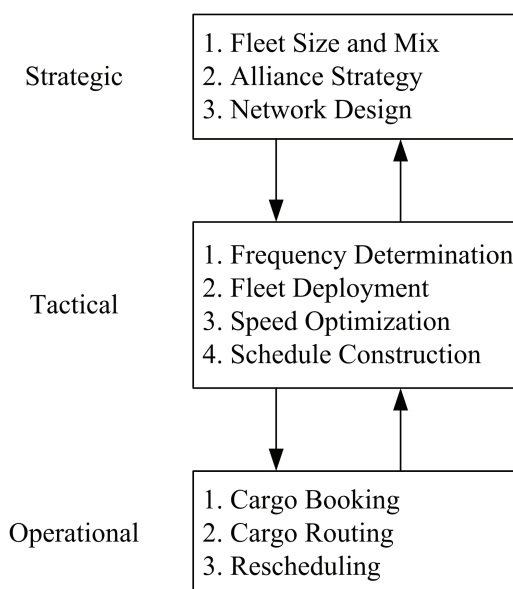 Strategic
1. Fleet Size and Mix
2. Alliance Strategy
3. Network Design
Tactical
1. Frequency Determination
2. Fleet Deployment
3. Speed Optimization
4. Schedule Construction
Operational
1. Cargo Booking
2. Cargo Routing
3. Rescheduling